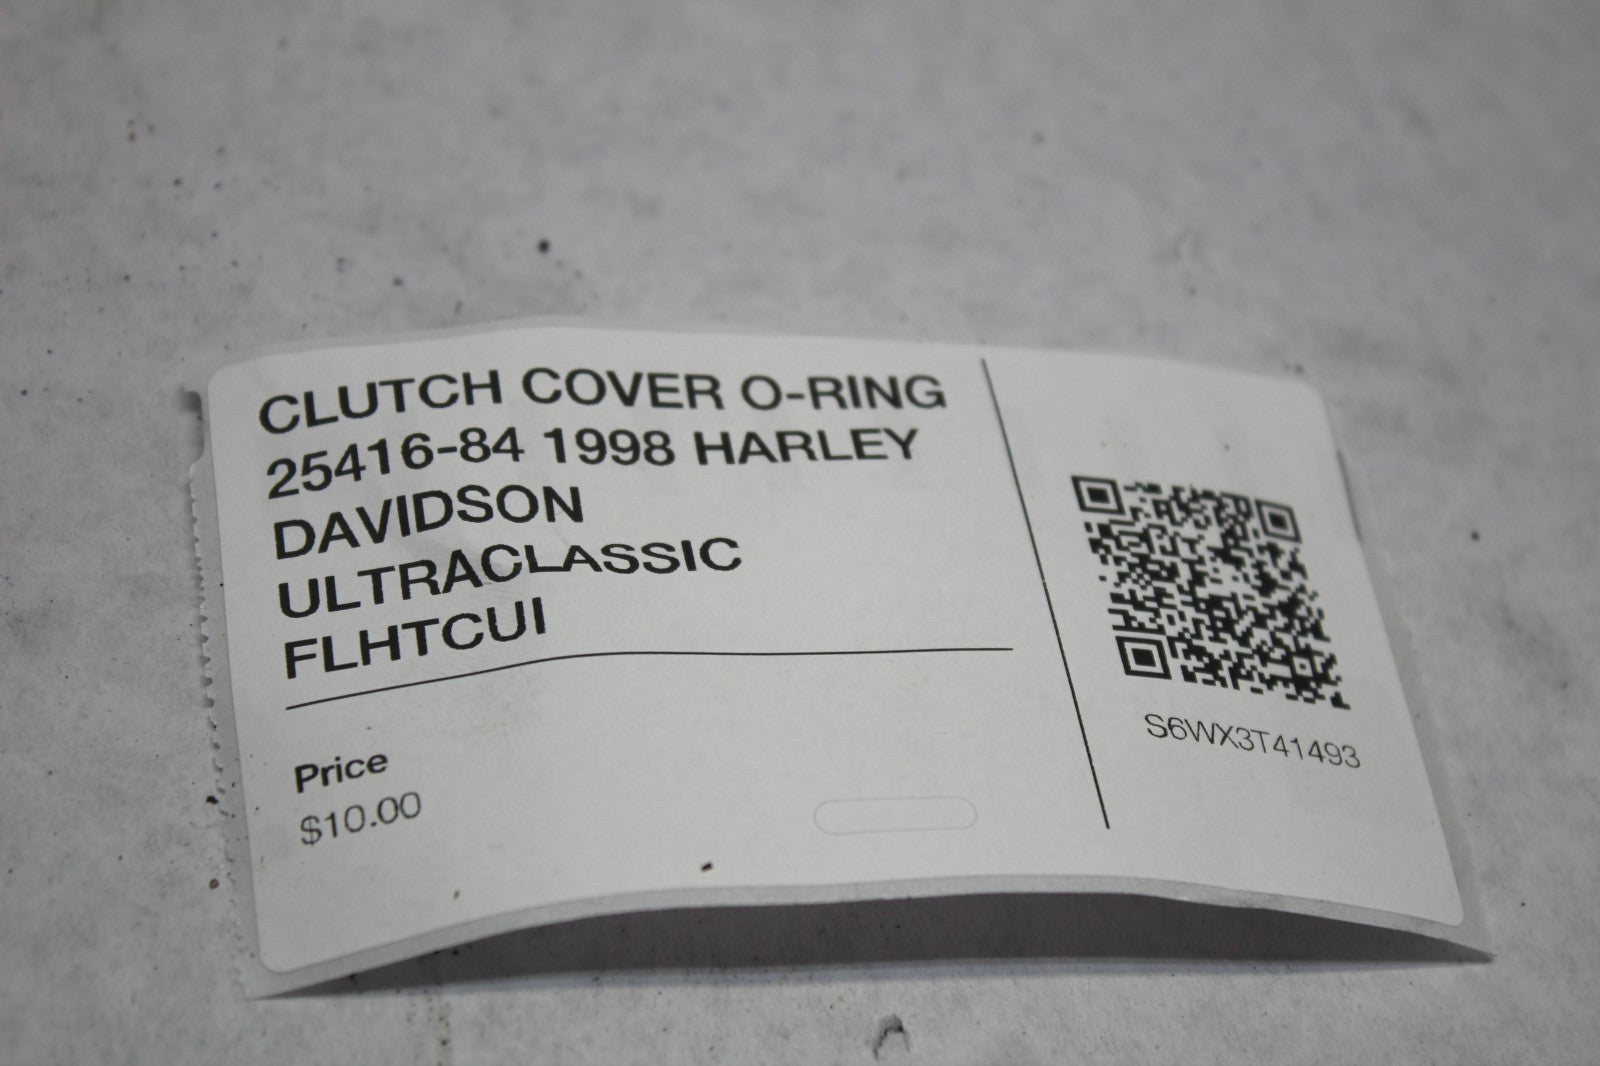 CLUTCH COVER O-RING
25416-84 1998 HARLEY
DAVIDSON
ULTRACLASSIC
FLHTCUI
Price
$10.00
S6WX3T41493